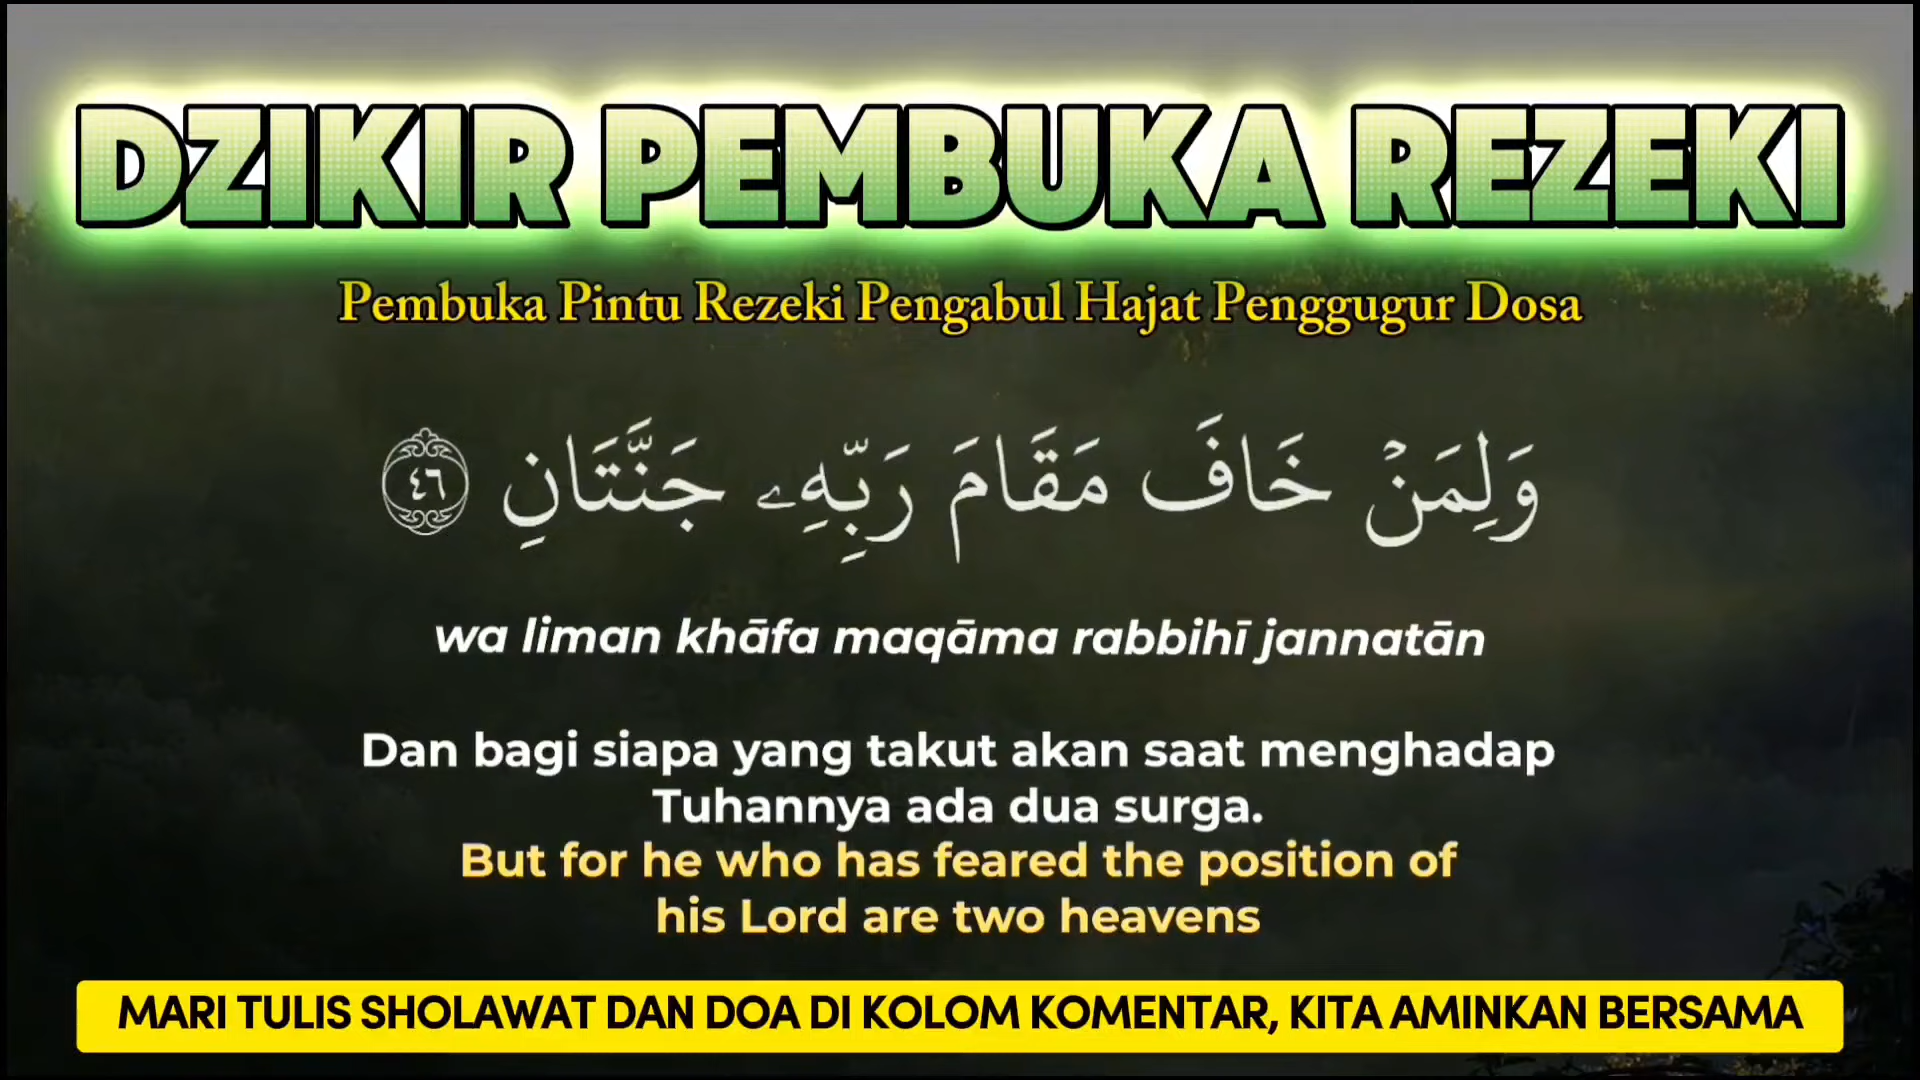 DZIKIR PEMBUKA REZEKI
Pembuka Pintu Rezeki Pengabul Hajat Penggugur Dosa
وَلِمَنْ خَافَ مَقَامَ رَبِّهِۦ جَنَّتَانِ ٤٦
wa liman khāfa maqāma rabbihī jannatān
Dan bagi siapa yang takut akan saat menghadap
Tuhannya ada dua surga.
But for he who has feared the position of
his Lord are two heavens
MARI TULIS SHOLAWAT DAN DOA DI KOLOM KOMENTAR, KITA AMINKAN BERSAMA